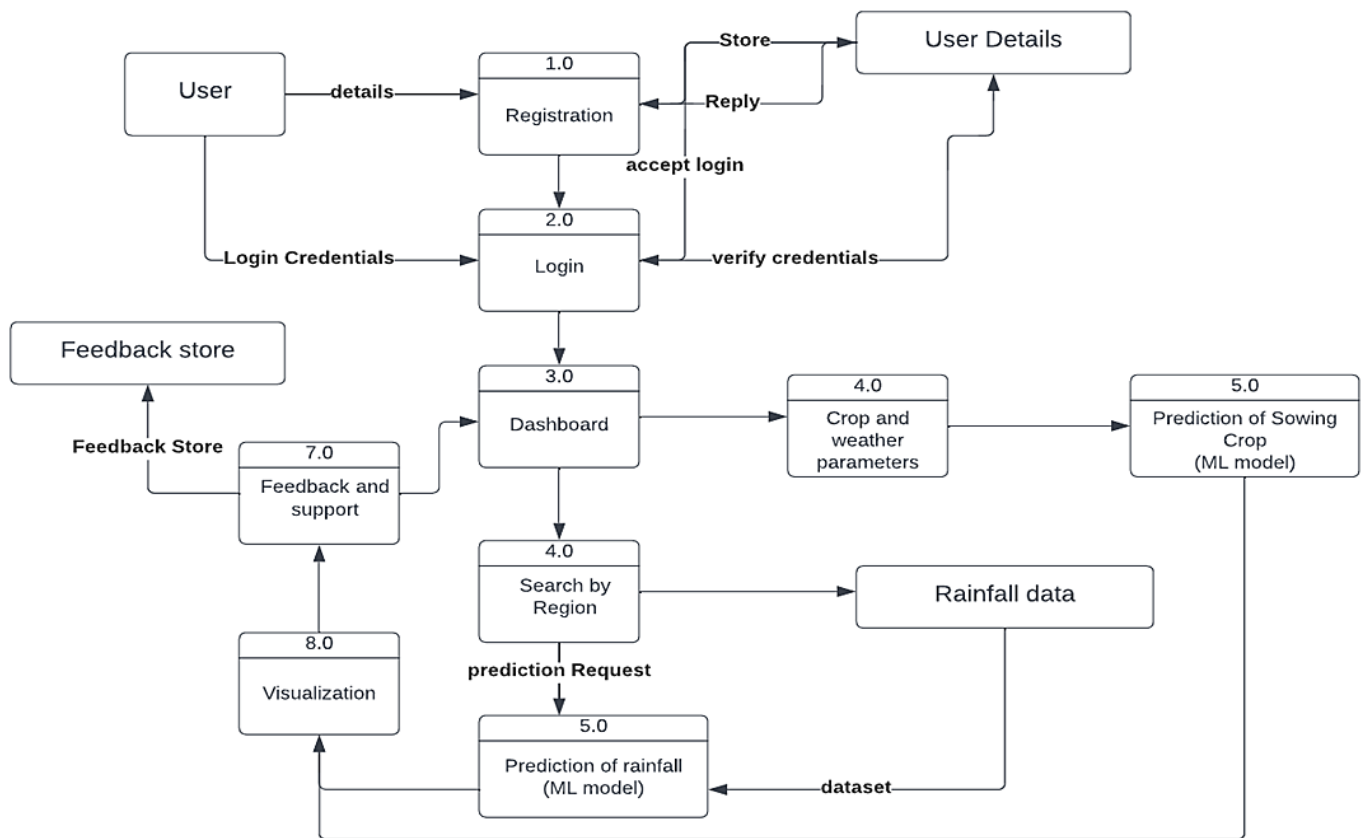 Store
User Details
1.0
User
details
Reply
Registration
accept login
2.0
Login Credentials
verify credentials
Login
Feedback store
3.0
4.0
5.0
Dashboard
Crop and
weather
parameters
Prediction of Sowing
Crop
(ML model)
Feedback Store
7.0
Feedback and
support
4.0
Search by
Region
Rainfall data
8.0
prediction Request
Visualization
5.0
Prediction of rainfall
(ML model)
dataset